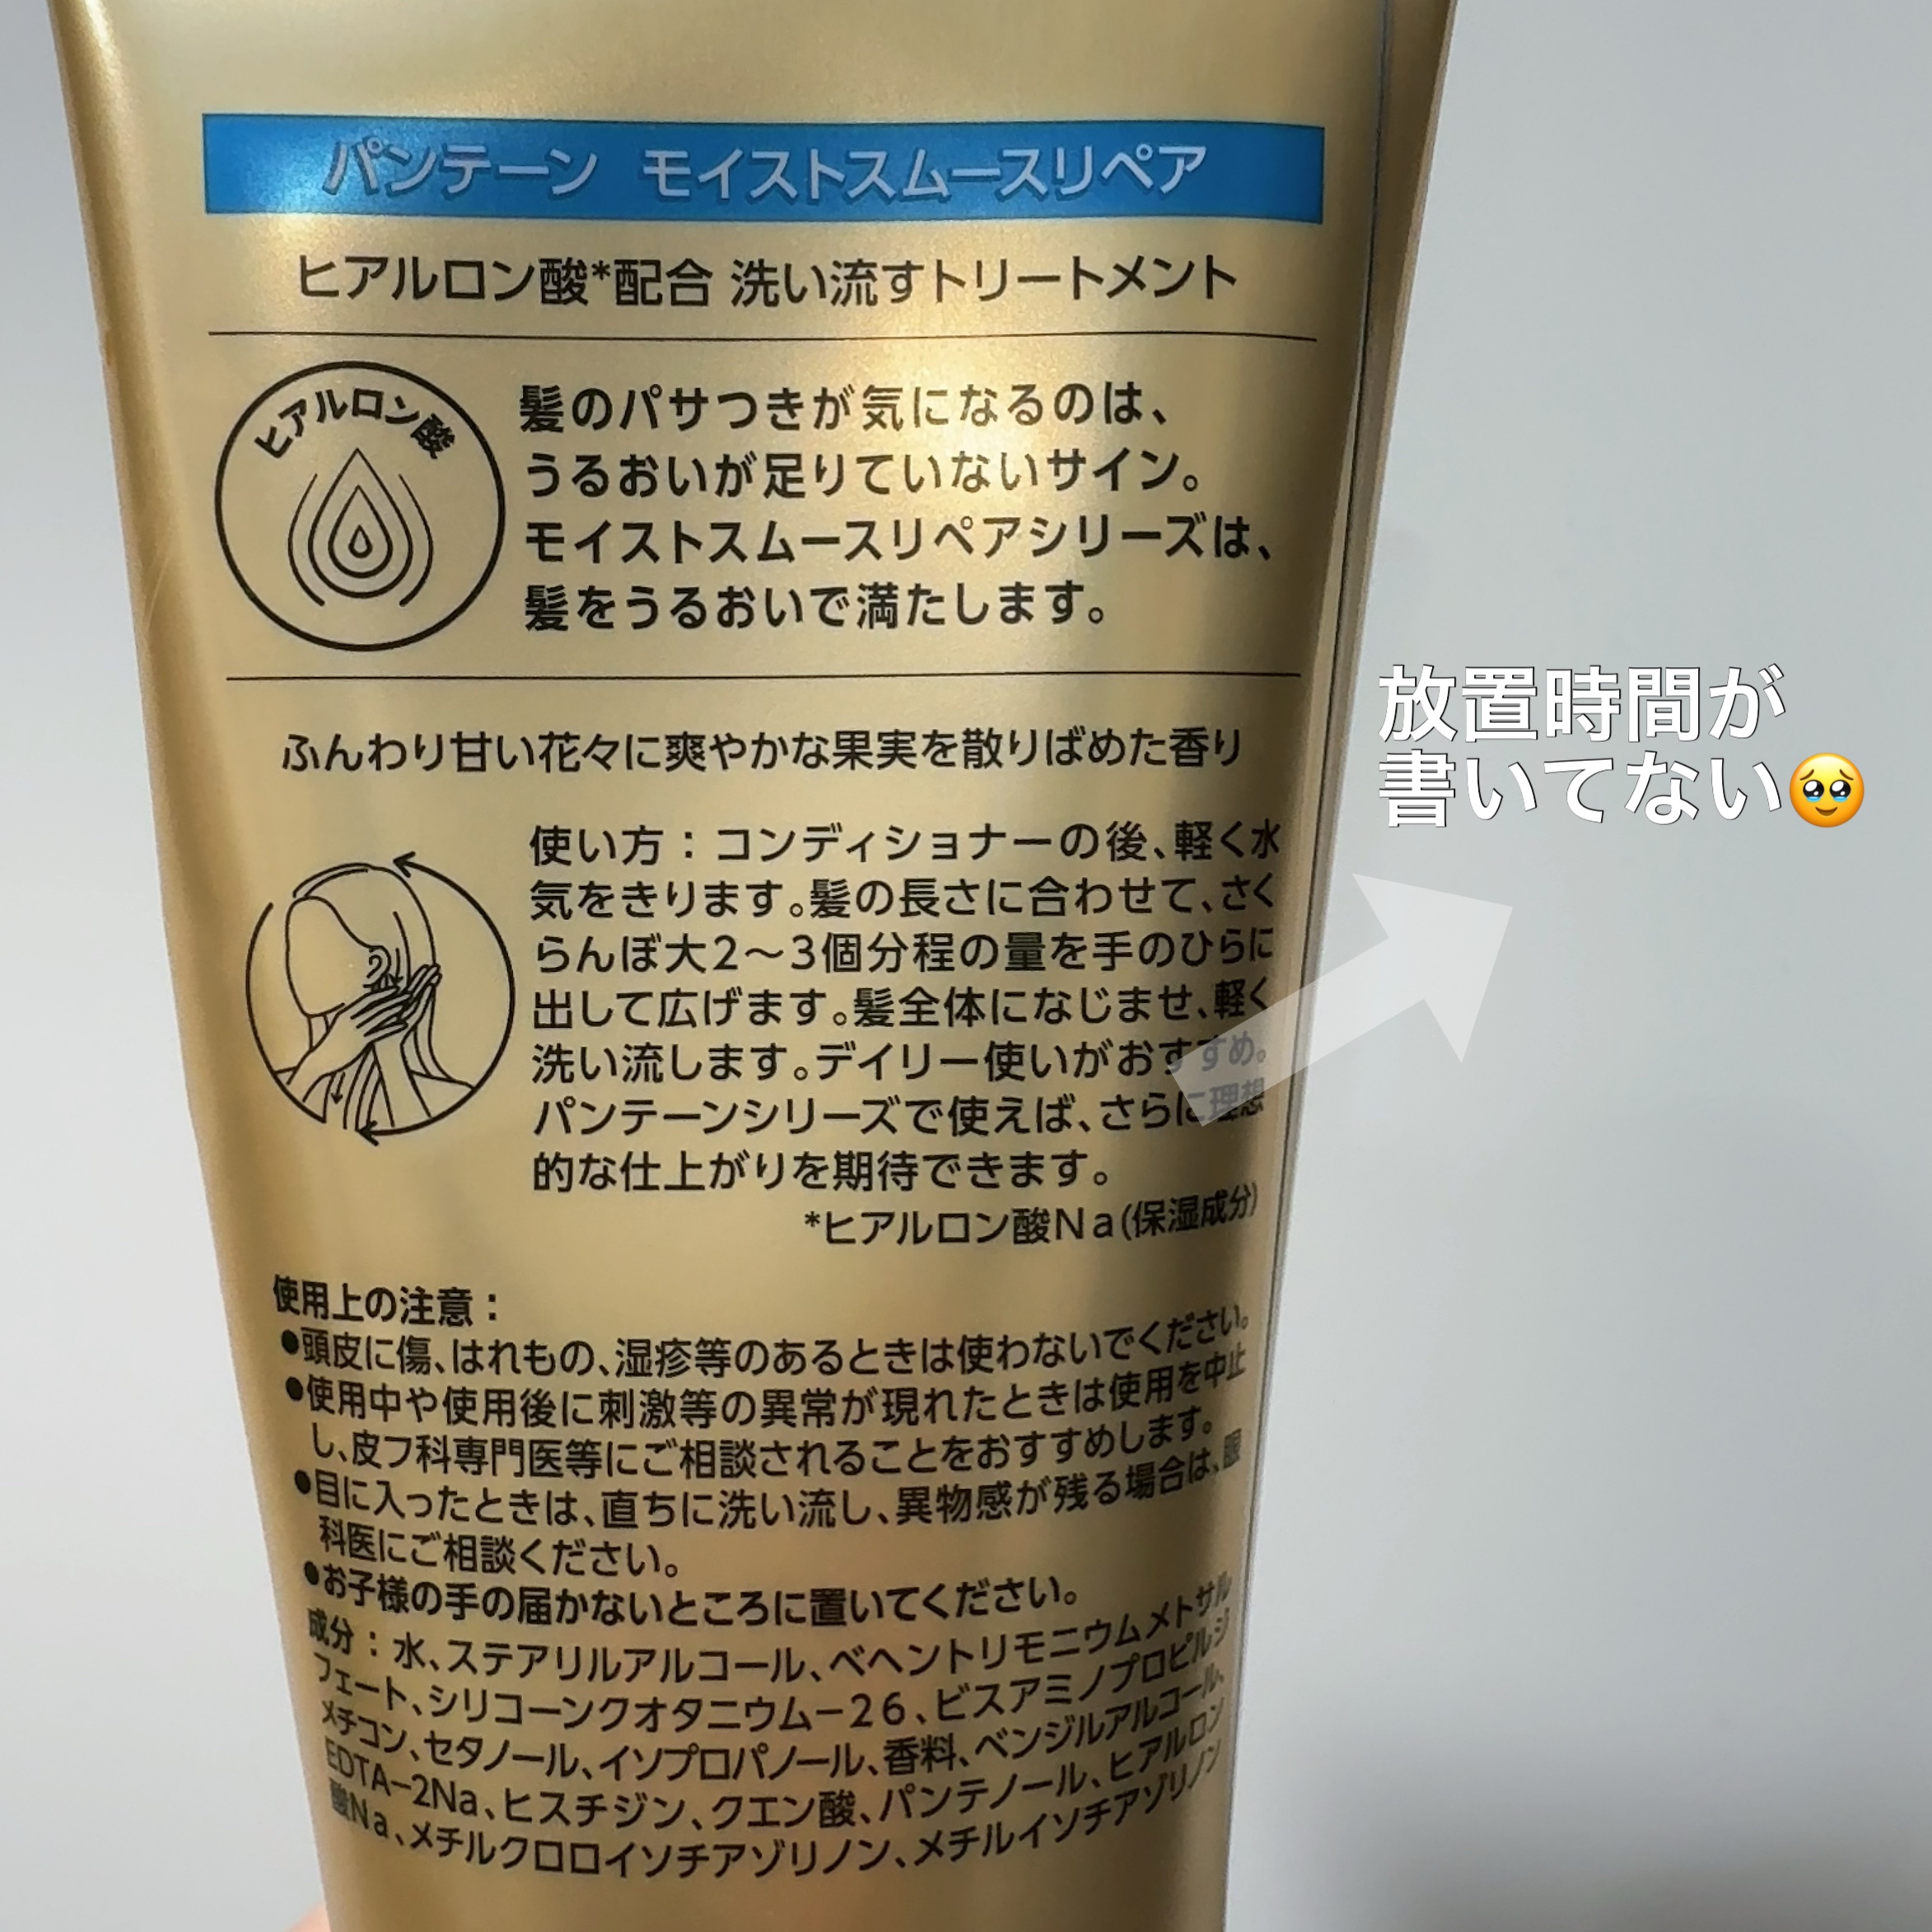 パンテーン モイストスムースリペア
ヒアルロン酸*配合 洗い流すトリートメント
ヒアルロン酸
髪のパサつきが気になるのは、
うるおいが足りていないサイン。
モイストスムースリペアシリーズは、
髪をうるおいで満たします。
ふんわり甘い花々に爽やかな果実を散りばめた香り
使い方：コンディショナーの後、軽く水
気をきります。髪の長さに合わせて、さく
らんぼ大2～3個分程の量を手のひらに
出して広げます。髪全体になじませ、軽く
洗い流します。デイリー使いがおすすめ。
パンテーンシリーズで使えば、さらに理想
的な仕上がりを期待できます。
*ヒアルロン酸Na(保湿成分)
放置時間が
書いてない🥹
使用上の注意：
●頭皮に傷、はれもの、湿疹等のあるときは使わないでください。
●使用中や使用後に刺激等の異常が現れたときは使用を中止
し、皮フ科専門医等にご相談されることをおすすめします。
●目に入ったときは、直ちに洗い流し、異物感が残る場合は、眼
科医にご相談ください。
●お子様の手の届かないところに置いてください。
成分：水、ステアリルアルコール、ベヘントリモニウムメトサル
フェート、シリコーンクオタニウム－26、ビスアミノプロピルジ
メチコン、セタノール、イソプロパノール、香料、ベンジルアルコール、
EDTA－2Na、ヒスチジン、クエン酸、パンテノール、ヒアルロン
酸Na、メチルクロロイソチアゾリノン、メチルイソチアゾリノン